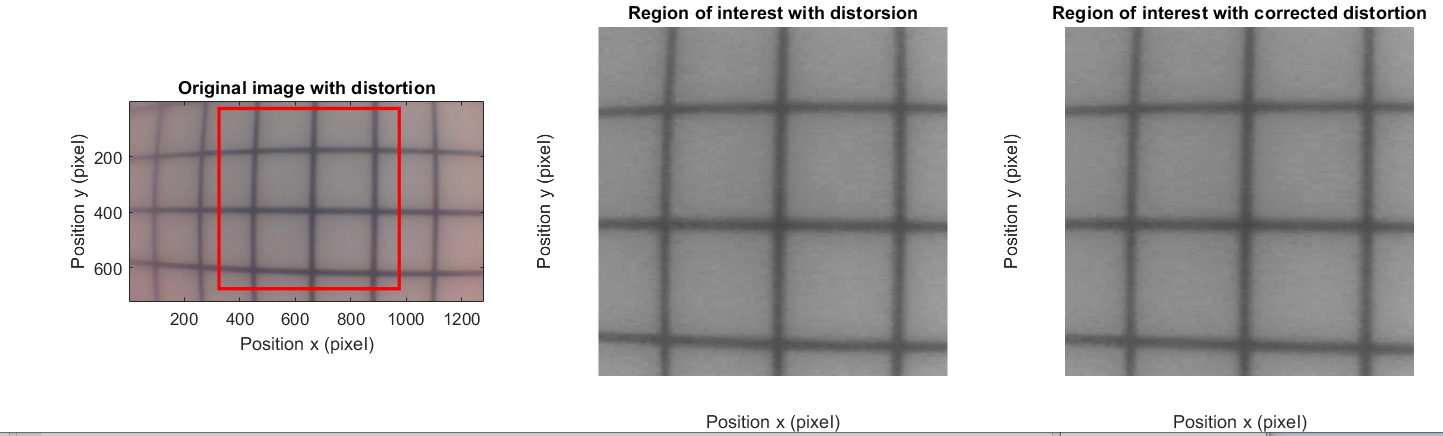 Original image with distortion
Position y (pixel)
200
400
600
200 400 600 800 1000 1200
Position x (pixel)
Region of interest with distorsion
Position y (pixel)
Position x (pixel)
Region of interest with corrected distortion
Position y (pixel)
Position x (pixel)